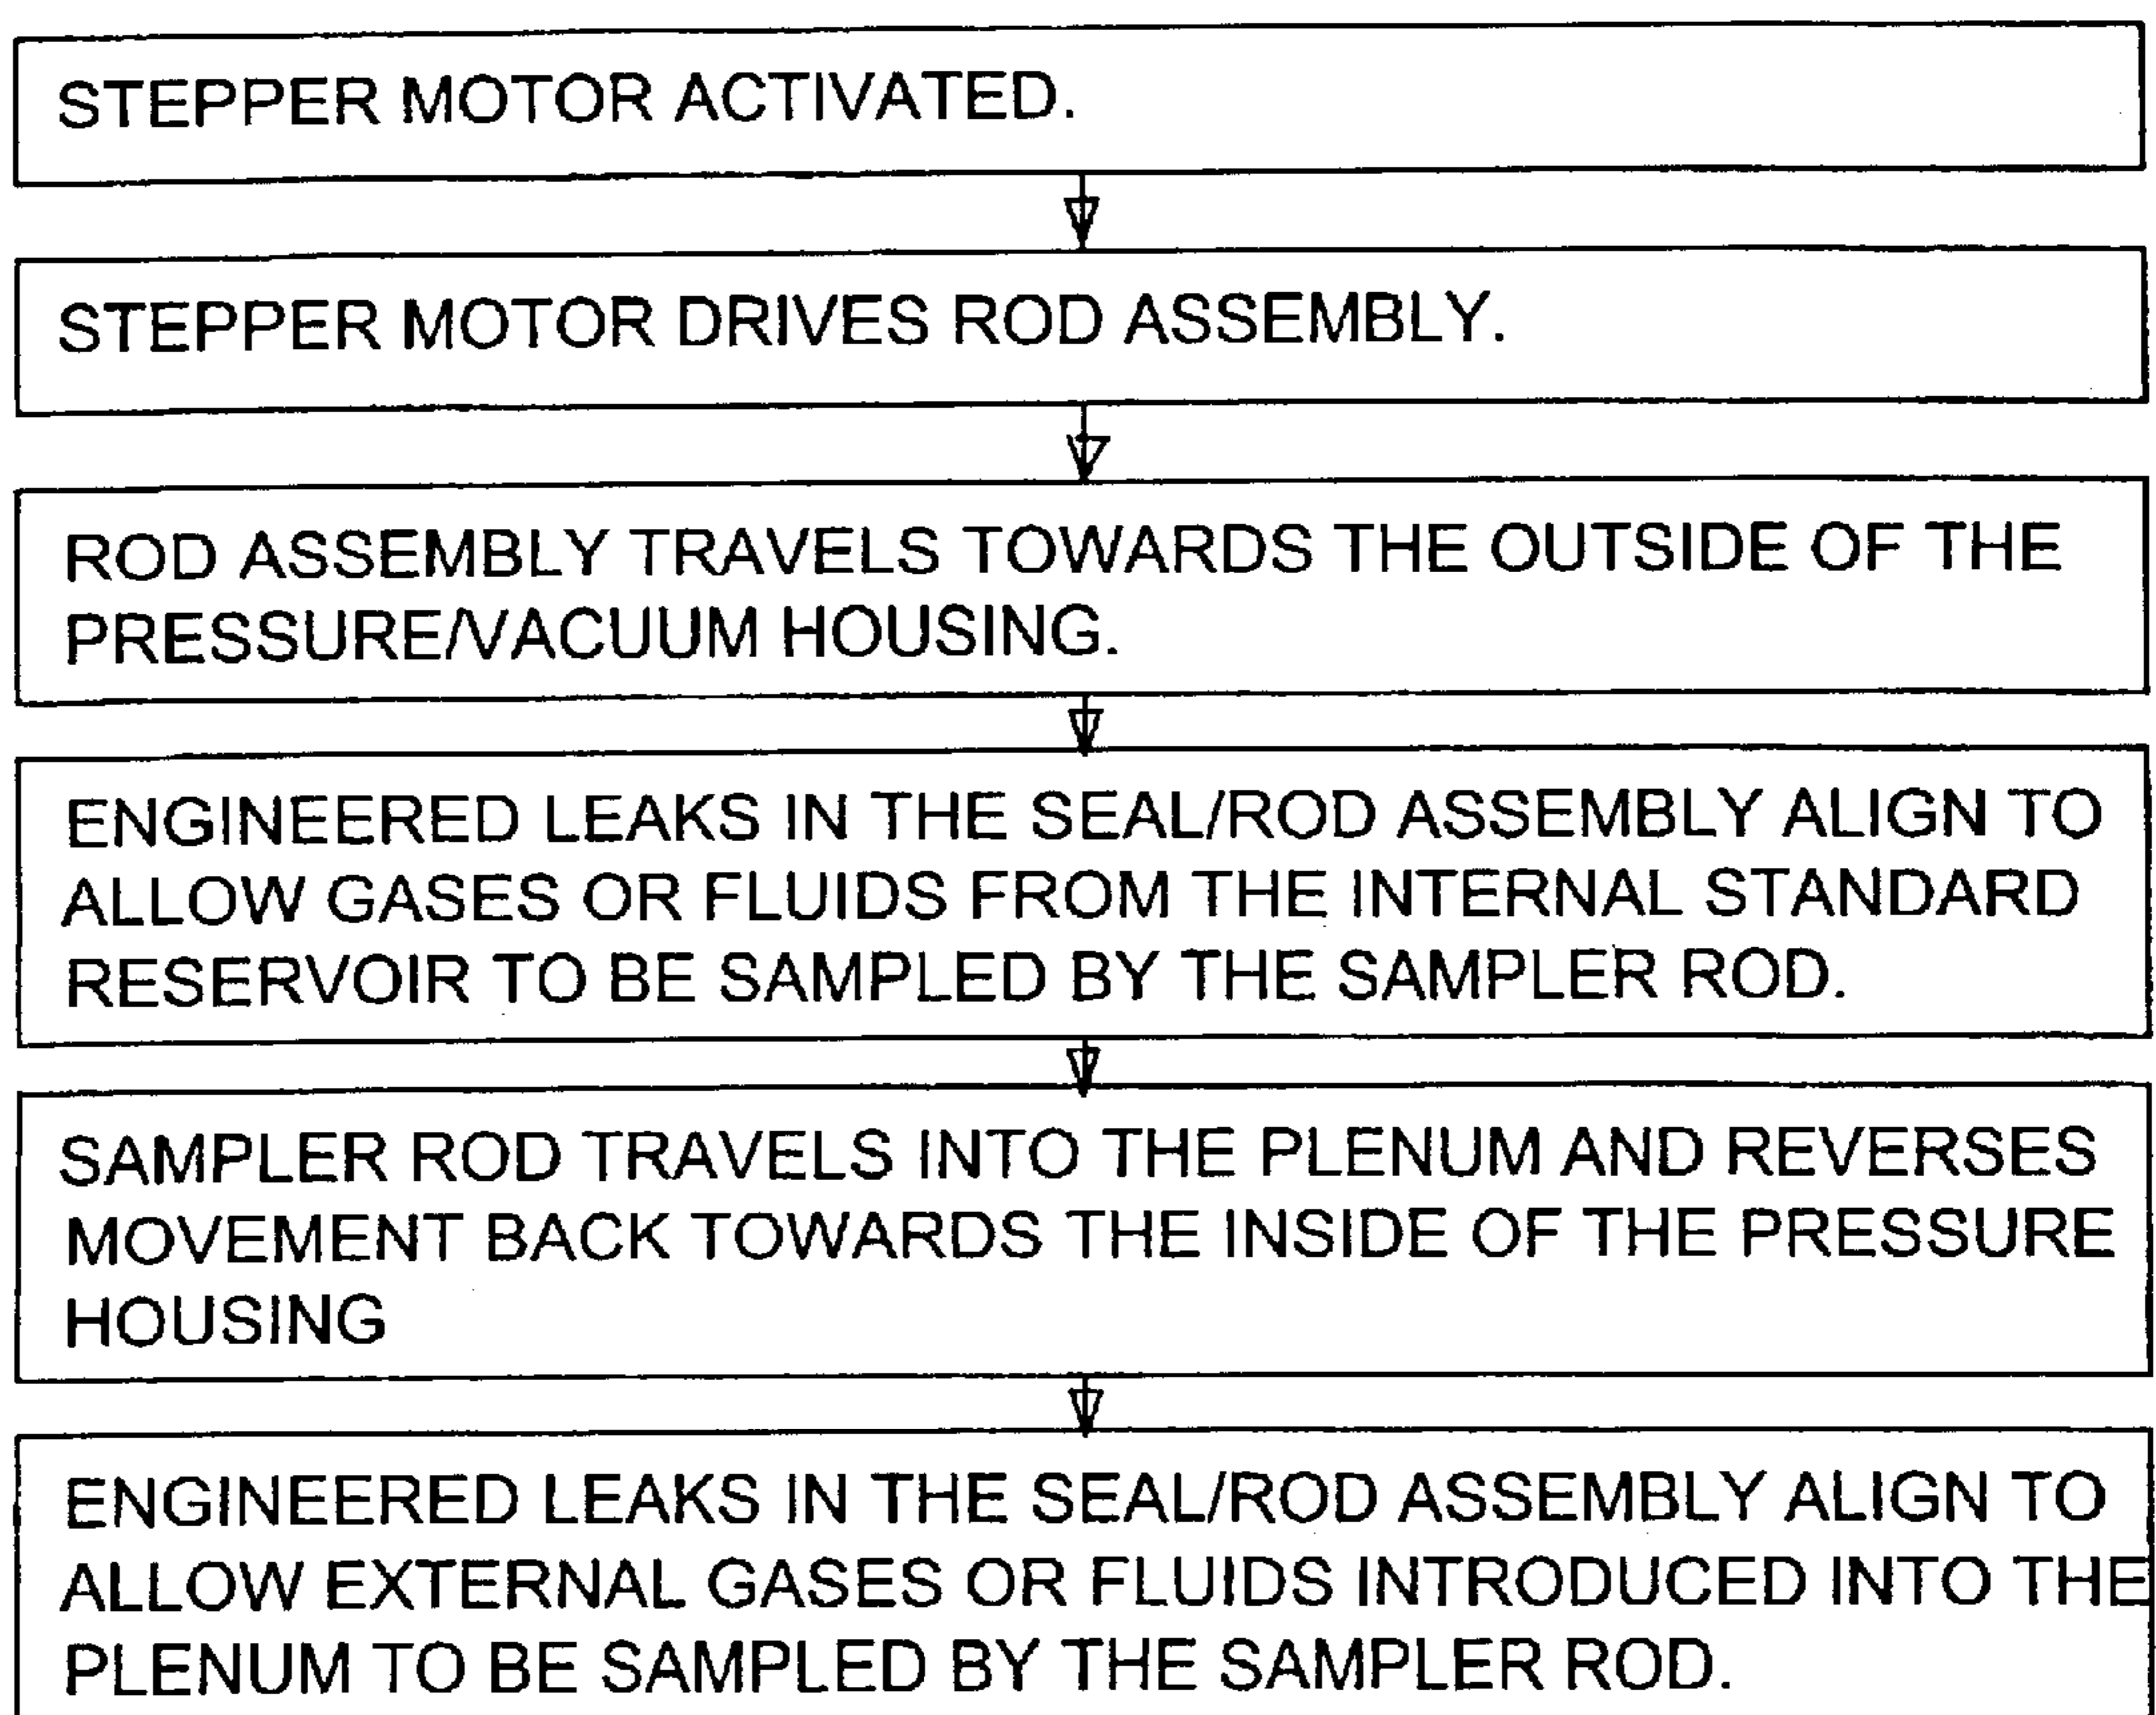 STEPPER MOTOR ACTIVATED.
STEPPER MOTOR DRIVES ROD ASSEMBLY.
ROD ASSEMBLY TRAVELS TOWARDS THE OUTSIDE OF THE
PRESSURE/VACUUM HOUSING.
ENGINEERED LEAKS IN THE SEAL/ROD ASSEMBLY ALIGN TO
ALLOW GASES OR FLUIDS FROM THE INTERNAL STANDARD
RESERVOIR TO BE SAMPLED BY THE SAMPLER ROD.
SAMPLER ROD TRAVELS INTO THE PLENUM AND REVERSES
MOVEMENT BACK TOWARDS THE INSIDE OF THE PRESSURE
HOUSING
ENGINEERED LEAKS IN THE SEAL/ROD ASSEMBLY ALIGN TO
ALLOW EXTERNAL GASES OR FLUIDS INTRODUCED INTO THE
PLENUM TO BE SAMPLED BY THE SAMPLER ROD.